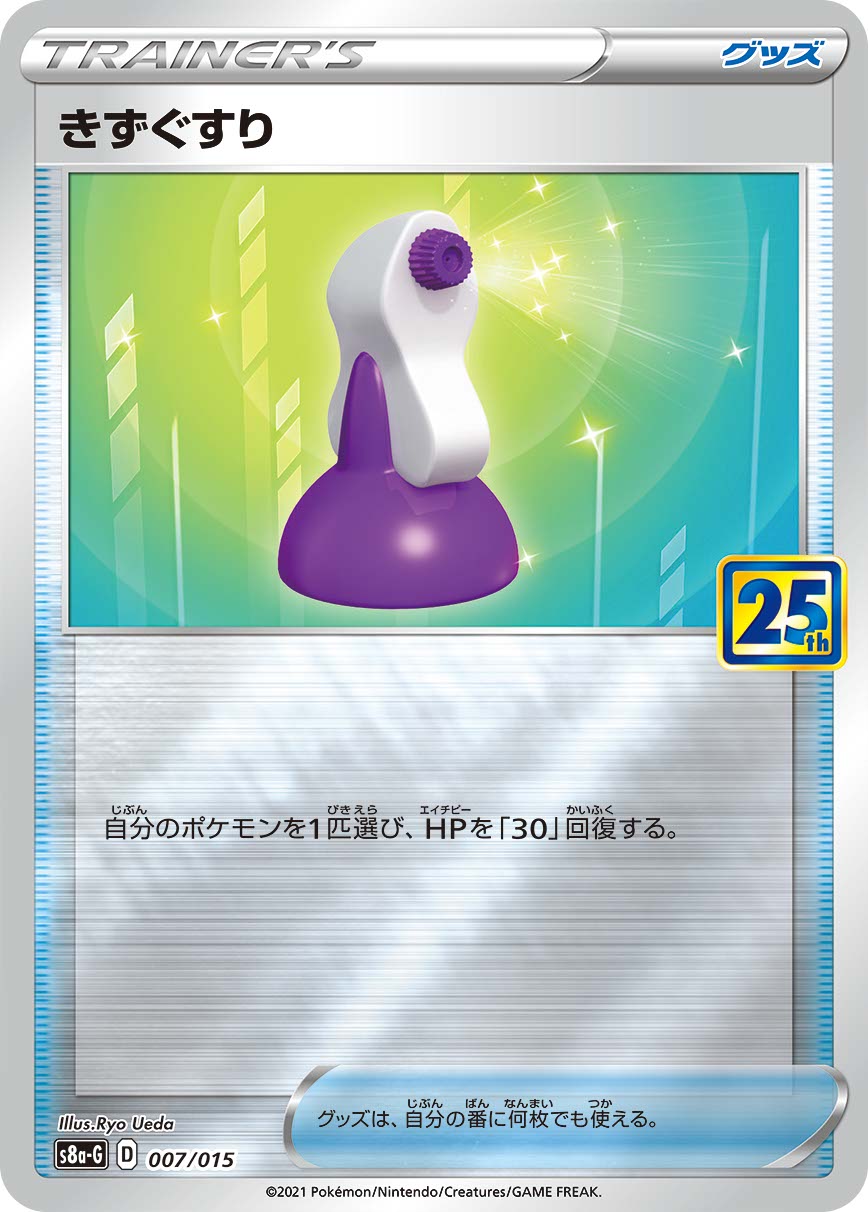 TRAINER'S
グッズ
きずぐすり
25th
自分のポケモンを1匹選び、HPを「30」回復する。
じぶん ぴきえら エイチピー かいふく
グッズは、自分の番に何枚でも使える。
じぶん ばん なんまい つか
Illus.Ryo Ueda
s8a-G D 007/015
©2021 Pokémon/Nintendo/Creatures/GAME FREAK.